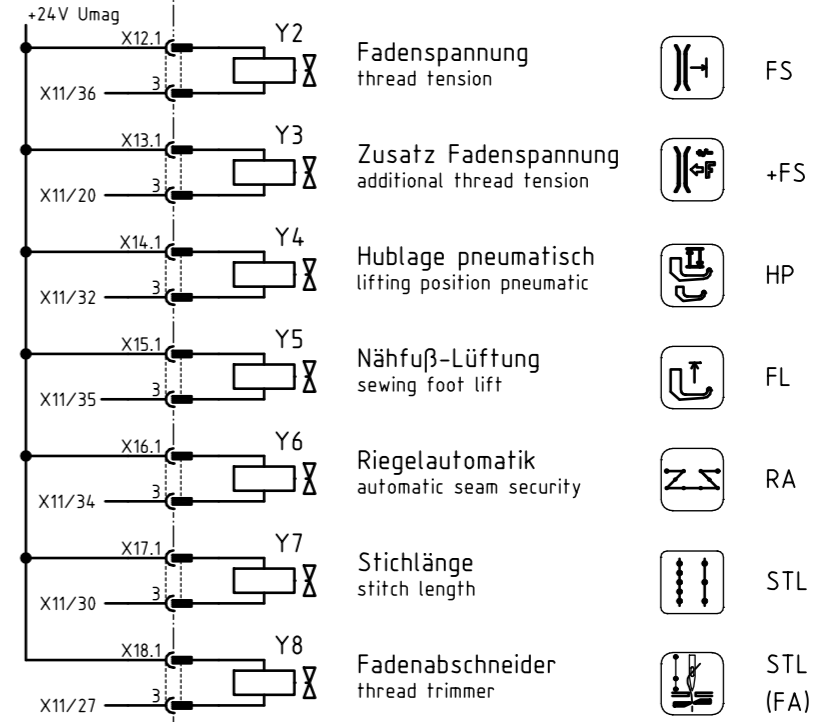 +24V Umag
X12.1
Y2
Fadenspannung
thread tension
FS
X11/36
3
X13.1
Y3
Zusatz Fadenspannung
additional thread tension
F
+FS
X11/20
3
X14.1
Y4
Hublage pneumatisch
lifting position pneumatic
HP
X11/32
3
X15.1
Y5
Nähfuß-Lüftung
sewing foot lift
FL
X11/35
3
X16.1
Y6
Riegelautomatik
automatic seam security
RA
X11/34
3
X17.1
Y7
Stichlänge
stitch length
STL
X11/30
3
X18.1
Y8
Fadenabschneider
thread trimmer
STL
(FA)
X11/27
3